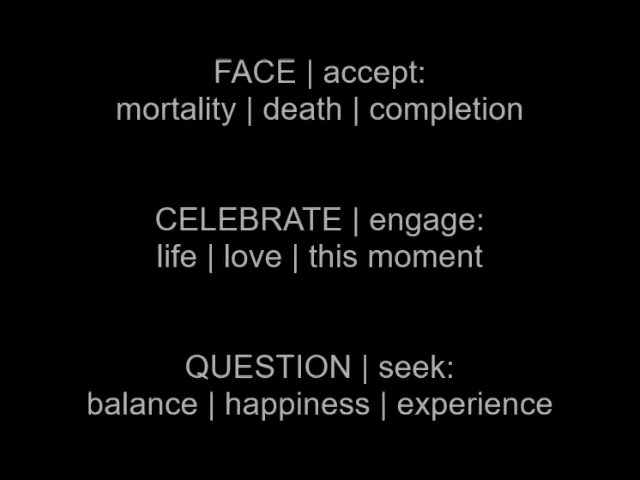 FACE | accept:
mortality | death | completion
CELEBRATE | engage:
life | love | this moment
QUESTION | seek:
balance | happiness | experience